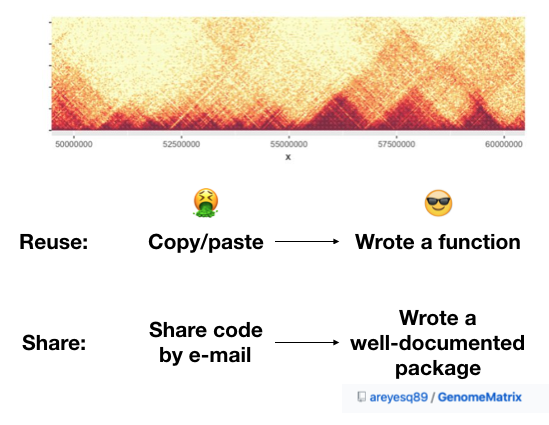 50000000 52500000 55000000 57500000 60000000
x
Reuse: Copy/paste Wrote a function
Share: Share code by e-mail Wrote a well-documented package
areyesq89 / GenomeMatrix